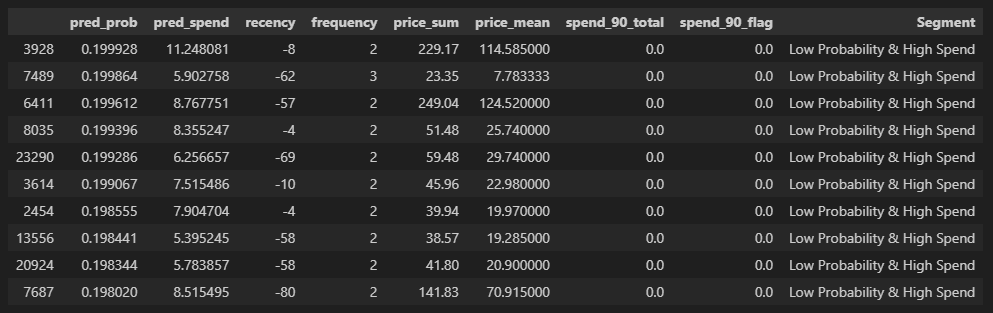 pred_prob pred_spend recency frequency price_sum price_mean spend_90_total spend_90_flag Segment
3928 0.199928 11.248081 -8 2 229.17 114.585000 0.0 0.0 Low Probability & High Spend
7489 0.199864 5.902758 -62 3 23.35 7.783333 0.0 0.0 Low Probability & High Spend
6411 0.199612 8.767751 -57 2 249.04 124.520000 0.0 0.0 Low Probability & High Spend
8035 0.199396 8.355247 -4 2 51.48 25.740000 0.0 0.0 Low Probability & High Spend
23290 0.199286 6.256657 -69 2 59.48 29.740000 0.0 0.0 Low Probability & High Spend
3614 0.199067 7.515486 -10 2 45.96 22.980000 0.0 0.0 Low Probability & High Spend
2454 0.198555 7.904704 -4 2 39.94 19.970000 0.0 0.0 Low Probability & High Spend
13556 0.198441 5.395245 -58 2 38.57 19.285000 0.0 0.0 Low Probability & High Spend
20924 0.198344 5.783857 -58 2 41.80 20.900000 0.0 0.0 Low Probability & High Spend
7687 0.198020 8.515495 -80 2 141.83 70.915000 0.0 0.0 Low Probability & High Spend